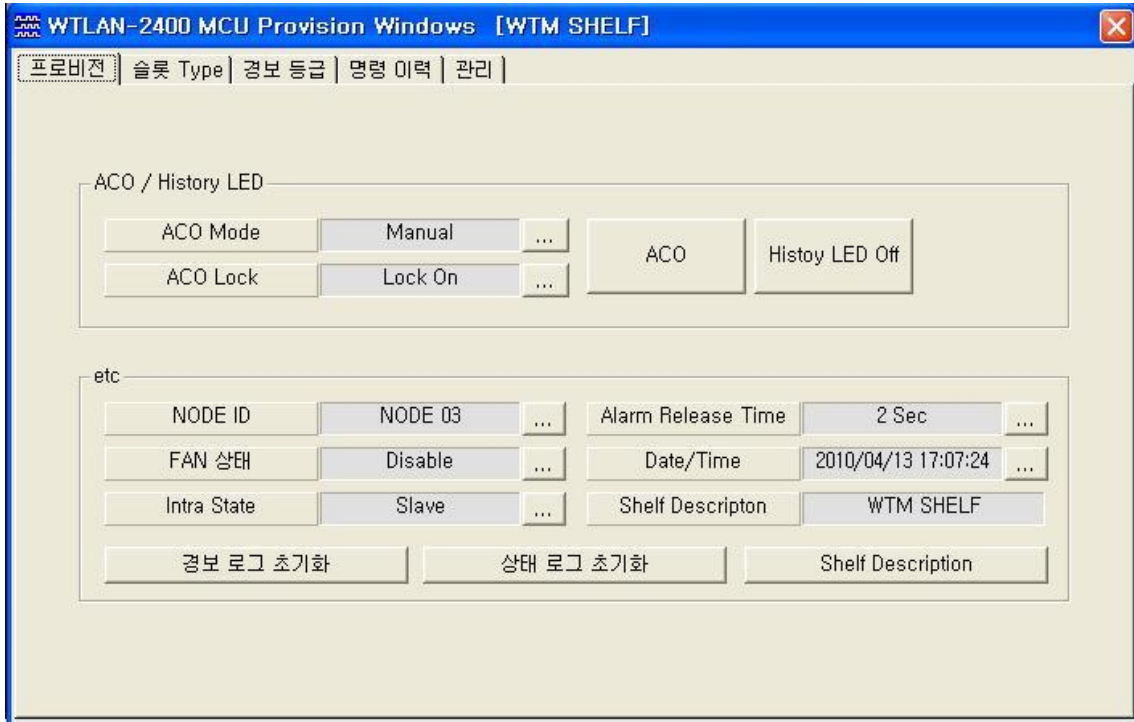 WTLAN-2400 MCU Provision Windows [WTM SHELF]
프로비전 슬롯 Type 경보 등급 명령 이력 관리
ACO / History LED
ACO Mode Manual ...
ACO Lock Lock On ...
ACO Histoy LED Off
etc
NODE ID NODE 03 ... Alarm Release Time 2 Sec ...
FAN 상태 Disable ... Date/Time 2010/04/13 17:07:24 ...
Intra State Slave ... Shelf Descripton WTM SHELF
경보 로그 초기화 상태 로그 초기화 Shelf Description